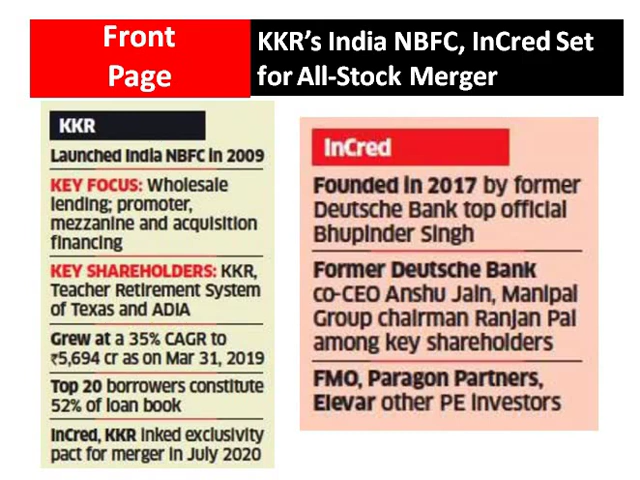 Front
Page
KKR's India NBFC, InCred Set
for All-Stock Merger
KKR
Launched India NBFC in 2009
KEY FOCUS: Wholesale
lending; promoter,
mezzanine and acquisition
financing
KEY SHAREHOLDERS: KKR,
Teacher Retirement System
of Texas and ADIA
Grew at a 35% CAGR to
₹5,694 cr as on Mar 31, 2019
Top 20 borrowers constitute
52% of loan book
InCred, KKR inked exclusivity
pact for merger in July 2020
InCred
Founded in 2017 by former
Deutsche Bank top official
Bhupinder Singh
Former Deutsche Bank
co-CEO Anshu Jain, Manipal
Group chairman Ranjan Pai
among key shareholders
FMO, Paragon Partners,
Elevar other PE investors